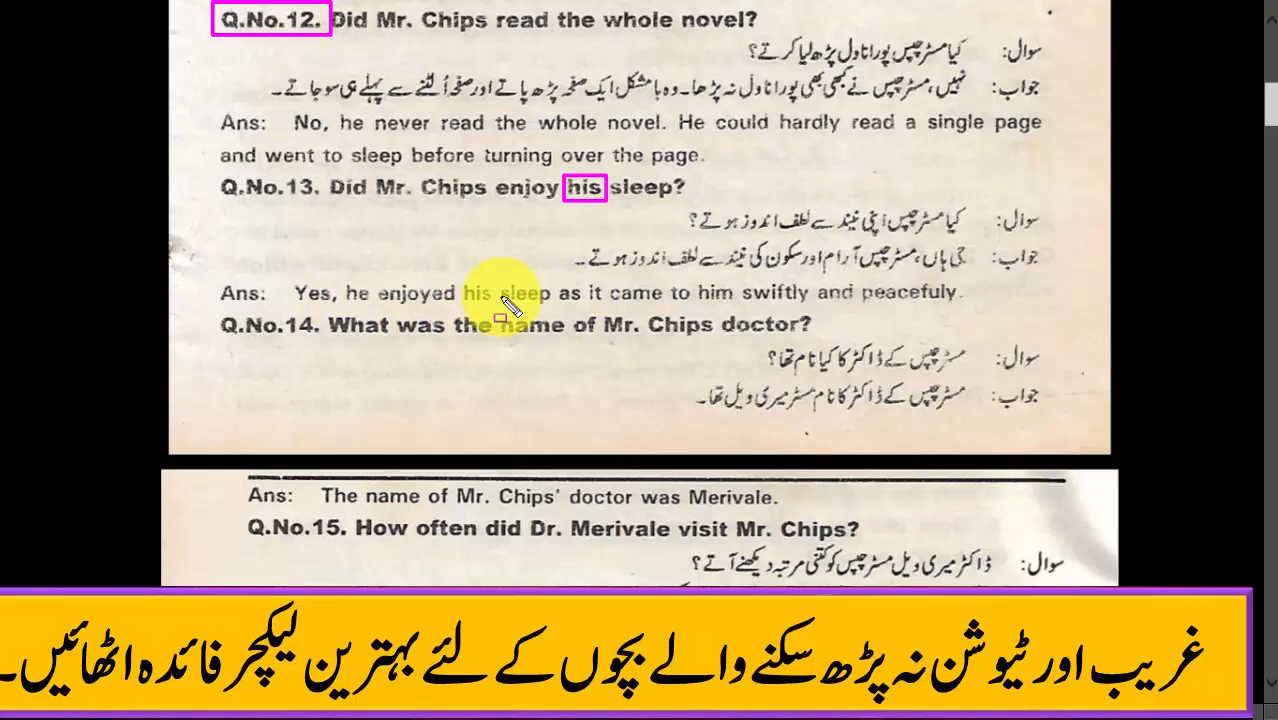 Q.No.12. Did Mr. Chips read the whole novel?
سوال: کیا مسٹر چپس پورا ناول پڑھ لیا کرتے؟
جواب: نہیں، مسٹر چپس نے کبھی بھی پورا ناول نہ پڑھا۔ وہ بامشکل ایک صفحہ پڑھ پاتے اور صفحہ اُلٹنے سے پہلے ہی سو جاتے۔
Ans: No, he never read the whole novel. He could hardly read a single page
and went to sleep before turning over the page.
Q.No.13. Did Mr. Chips enjoy his sleep?
سوال: کیا مسٹر چپس اپنی نیند سے لطف اندوز ہوتے؟
جواب: جی ہاں، مسٹر چپس آرام اور سکون کی نیند سے لطف اندوز ہوتے۔
Ans: Yes, he enjoyed his sleep as it came to him swiftly and peacefuly.
Q.No.14. What was the name of Mr. Chips doctor?
سوال: مسٹر چپس کے ڈاکٹر کا کیا نام تھا؟
جواب: مسٹر چپس کے ڈاکٹر کا نام مسٹر میری ویل تھا۔
Ans: The name of Mr. Chips' doctor was Merivale.
Q.No.15. How often did Dr. Merivale visit Mr. Chips?
سوال: ڈاکٹر میری ویل مسٹر چپس کو کتنی مرتبہ دیکھنے آتے؟
غریب اور ٹیوشن نہ پڑھ سکنے والے بچوں کے لئے بہترین لیکچر فائدہ اٹھائیں۔